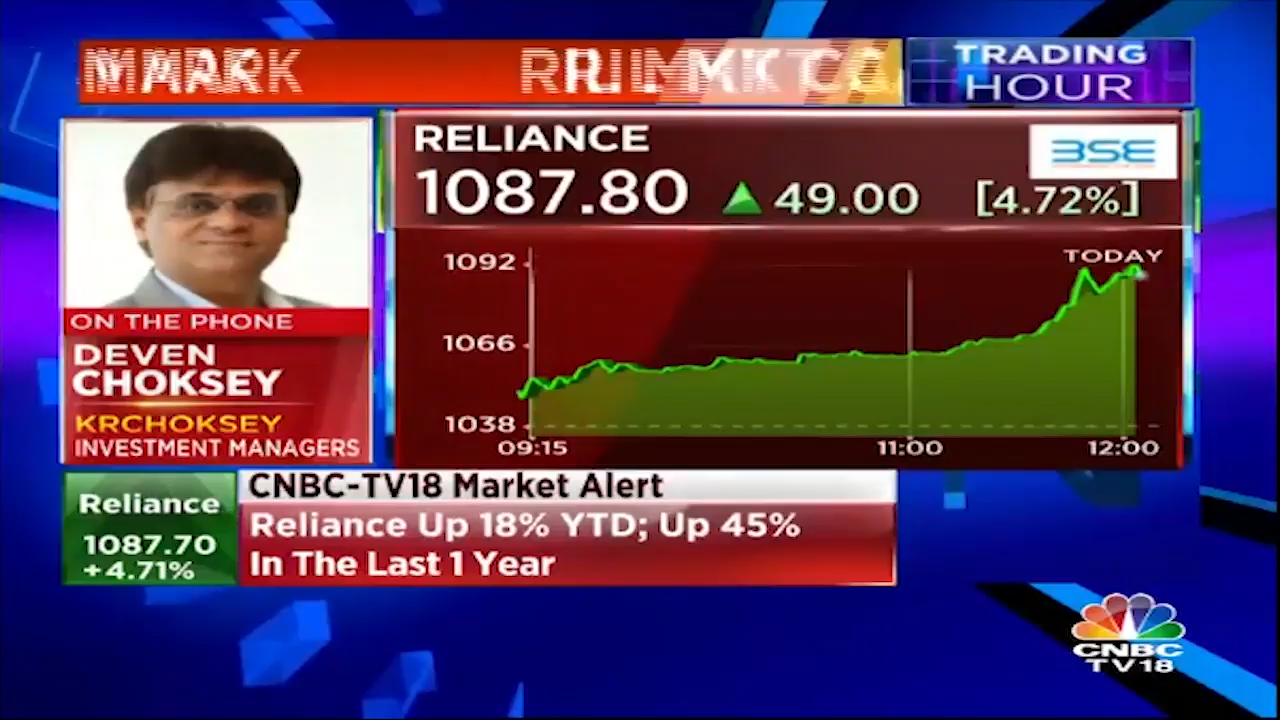 TRADING
HOUR
RELIANCE
BSE
1087.80 ▲ 49.00 [4.72%]
TODAY
1092
1066
1038
09:15 11:00 12:00
ON THE PHONE
DEVEN
CHOKSEY
KRCHOKSEY
INVESTMENT MANAGERS
Reliance
1087.70
+4.71%
CNBC-TV18 Market Alert
Reliance Up 18% YTD; Up 45%
In The Last 1 Year
CNBC
TV18